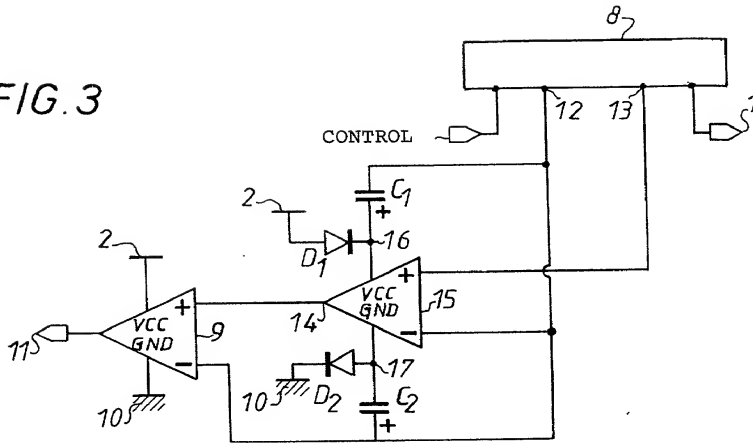 8
FIG. 3
12
13
1
CONTROL
C1
+
2
16
D1
2
+
VCC
GND
15
−
14
+
VCC
GND
9
−
11
17
10
D2
10
C2
+